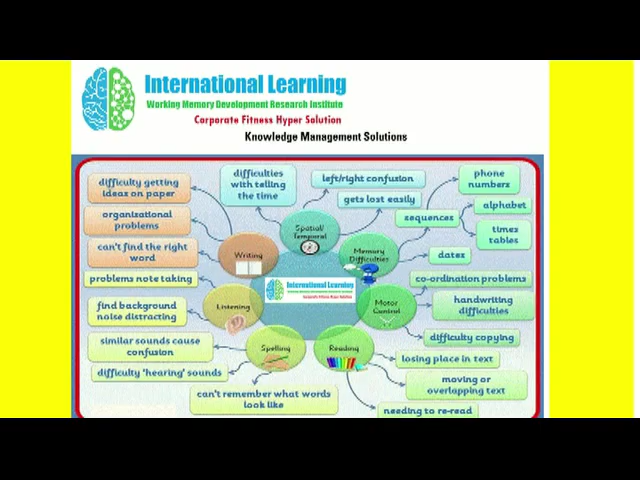 International Learning
Working Memory Development Research Institute
Corporate Fitness Hyper Solution
Knowledge Management Solutions
difficulty getting
ideas on paper
organizational
problems
can't find the right
word
problems note taking
find background
noise distracting
similar sounds cause
confusion
difficulty 'hearing' sounds
can't remember what words
look like
difficulties
with telling
the time
left/right confusion
gets lost easily
sequences
phone
numbers
alphabet
times
tables
dates
co-ordination problems
handwriting
difficulties
difficulty copying
losing place in text
moving or
overlapping text
needing to re-read
Spatial/
Temporal
Memory
Difficulties
Motor
Control
Reading
Spelling
Listening
Writing
International Learning